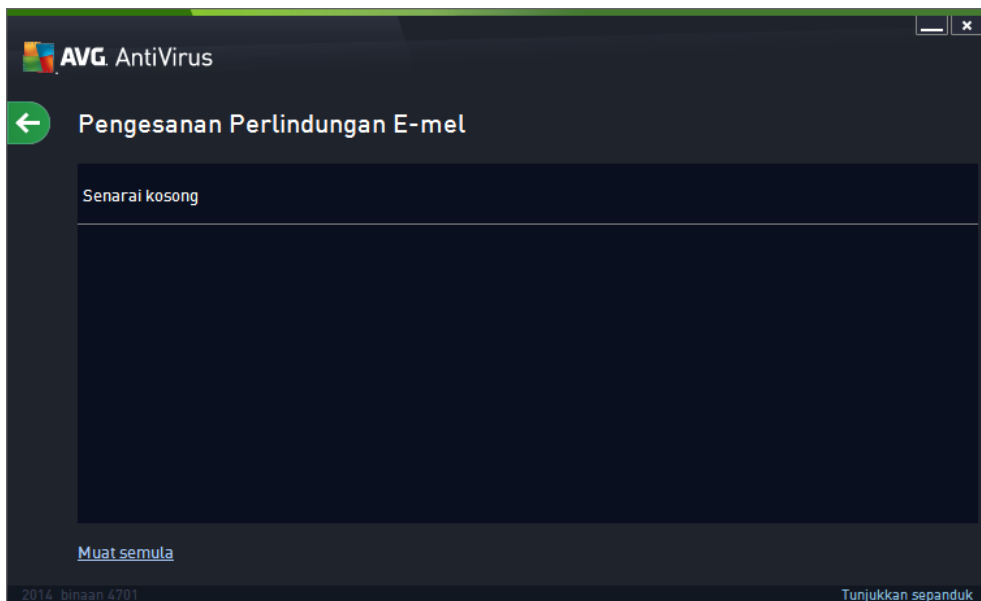 AVG. AntiVirus
Pengesanan Perlindungan E-mel
Senarai kosong
Muat semula
2014 binaan 4701
Tunjukkan sepanduk